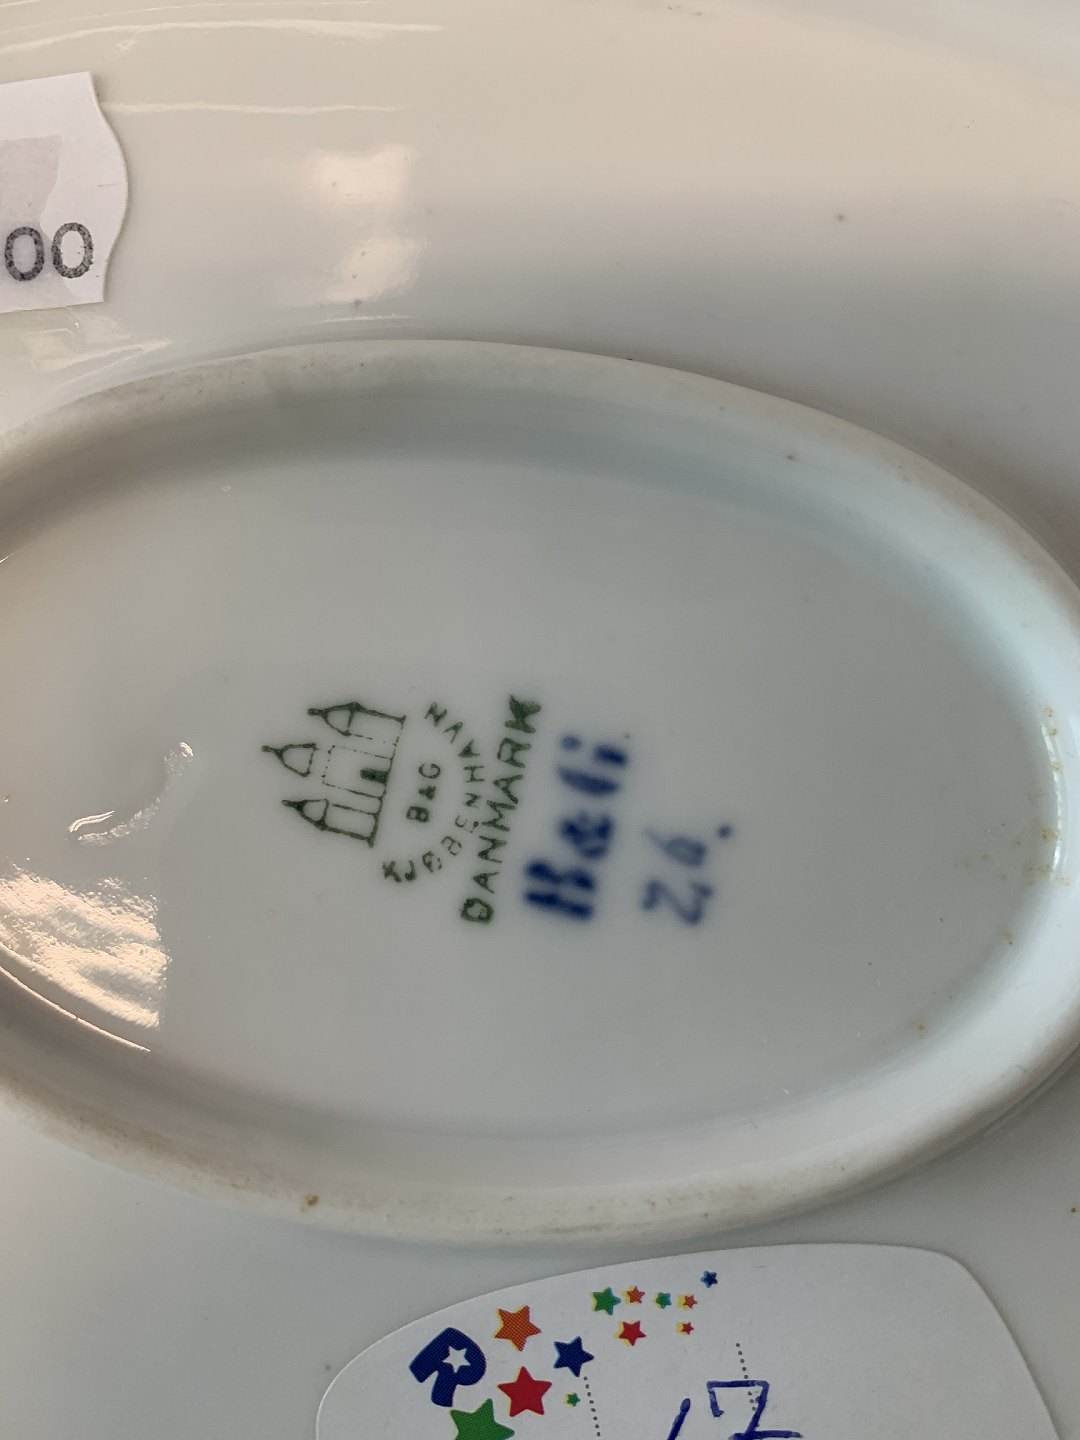 00
B&G
KJØBENHAVN
DANMARK
26.
R